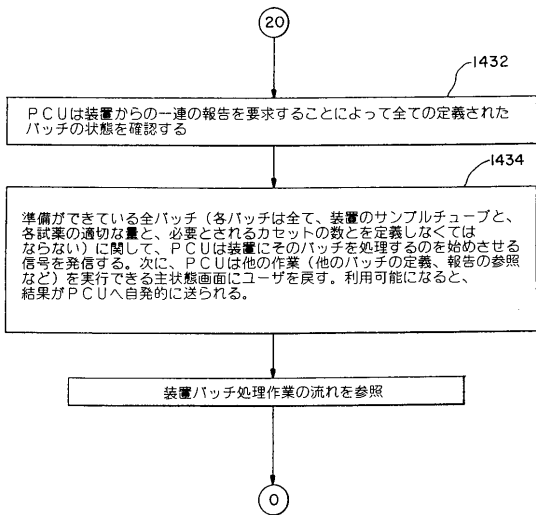 20
1432
PCUは装置からの一連の報告を要求することによって全ての定義された
バッチの状態を確認する
1434
準備ができている全バッチ（各バッチは全て、装置のサンプルチューブと、
各試薬の適切な量と、必要とされるカセットの数とを定義しなくては
ならない）に関して、PCUは装置にそのバッチを処理するのを始めさせる
信号を発信する。次に、PCUは他の作業（他のバッチの定義、報告の参照
など）を実行できる主状態画面にユーザを戻す。利用可能になると、
結果がPCUへ自発的に送られる。
装置バッチ処理作業の流れを参照
0